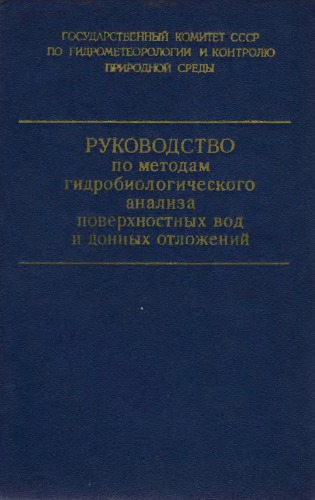 ГОСУДАРСТВЕННЫЙ КОМИТЕТ СССР
ПО ГИДРОМЕТЕОРОЛОГИИ И КОНТРОЛЮ
ПРИРОДНОЙ СРЕДЫ
РУКОВОДСТВО
по методам
гидробиологического
анализа
поверхностных вод
и донных отложений